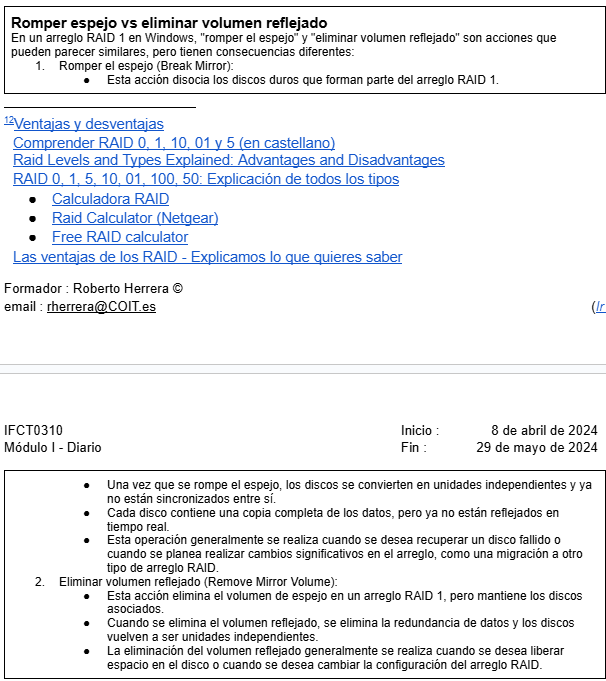 Romper espejo vs eliminar volumen reflejado
En un arreglo RAID 1 en Windows, "romper el espejo" y "eliminar volumen reflejado" son acciones que
pueden parecer similares, pero tienen consecuencias diferentes:
1. Romper el espejo (Break Mirror):
● Esta acción disocia los discos duros que forman parte del arreglo RAID 1.
12Ventajas y desventajas
Comprender RAID 0, 1, 10, 01 y 5 (en castellano)
Raid Levels and Types Explained: Advantages and Disadvantages
RAID 0, 1, 5, 10, 01, 100, 50: Explicación de todos los tipos
● Calculadora RAID
● Raid Calculator (Netgear)
● Free RAID calculator
Las ventajas de los RAID - Explicamos lo que quieres saber
Formador : Roberto Herrera ©
email : rherrera@COIT.es (Ir
IFCT0310 Inicio : 8 de abril de 2024
Módulo I - Diario Fin : 29 de mayo de 2024
● Una vez que se rompe el espejo, los discos se convierten en unidades independientes y ya
no están sincronizados entre sí.
● Cada disco contiene una copia completa de los datos, pero ya no están reflejados en
tiempo real.
● Esta operación generalmente se realiza cuando se desea recuperar un disco fallido o
cuando se planea realizar cambios significativos en el arreglo, como una migración a otro
tipo de arreglo RAID.
2. Eliminar volumen reflejado (Remove Mirror Volume):
● Esta acción elimina el volumen de espejo en un arreglo RAID 1, pero mantiene los discos
asociados.
● Cuando se elimina el volumen reflejado, se elimina la redundancia de datos y los discos
vuelven a ser unidades independientes.
● La eliminación del volumen reflejado generalmente se realiza cuando se desea liberar
espacio en el disco o cuando se desea cambiar la configuración del arreglo RAID.